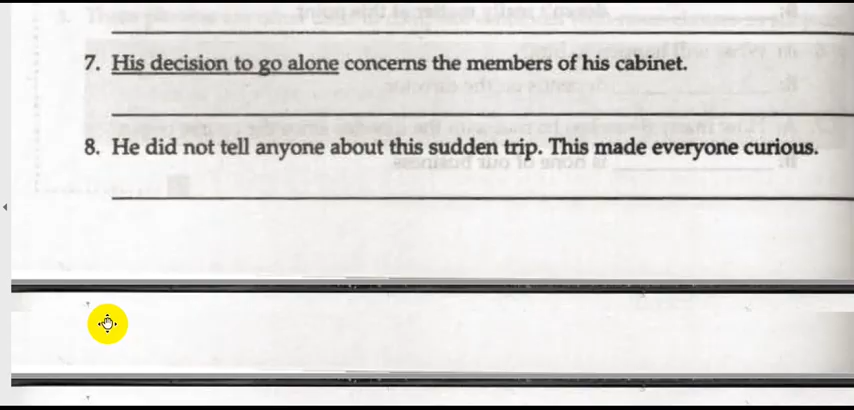 7. His decision to go alone concerns the members of his cabinet.
8. He did not tell anyone about this sudden trip. This made everyone curious.